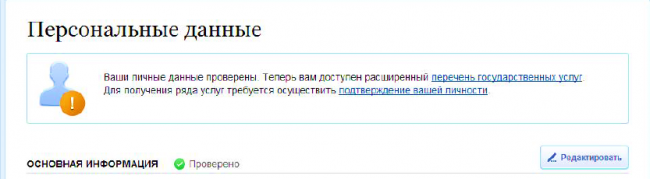 Персональные данные
Ваши личные данные проверены. Теперь вам доступен расширенный перечень государственных услуг
Для получения ряда услуг требуется осуществить подтверждение вашей личности
ОСНОВНАЯ ИНФОРМАЦИЯ Проверено Редактировать